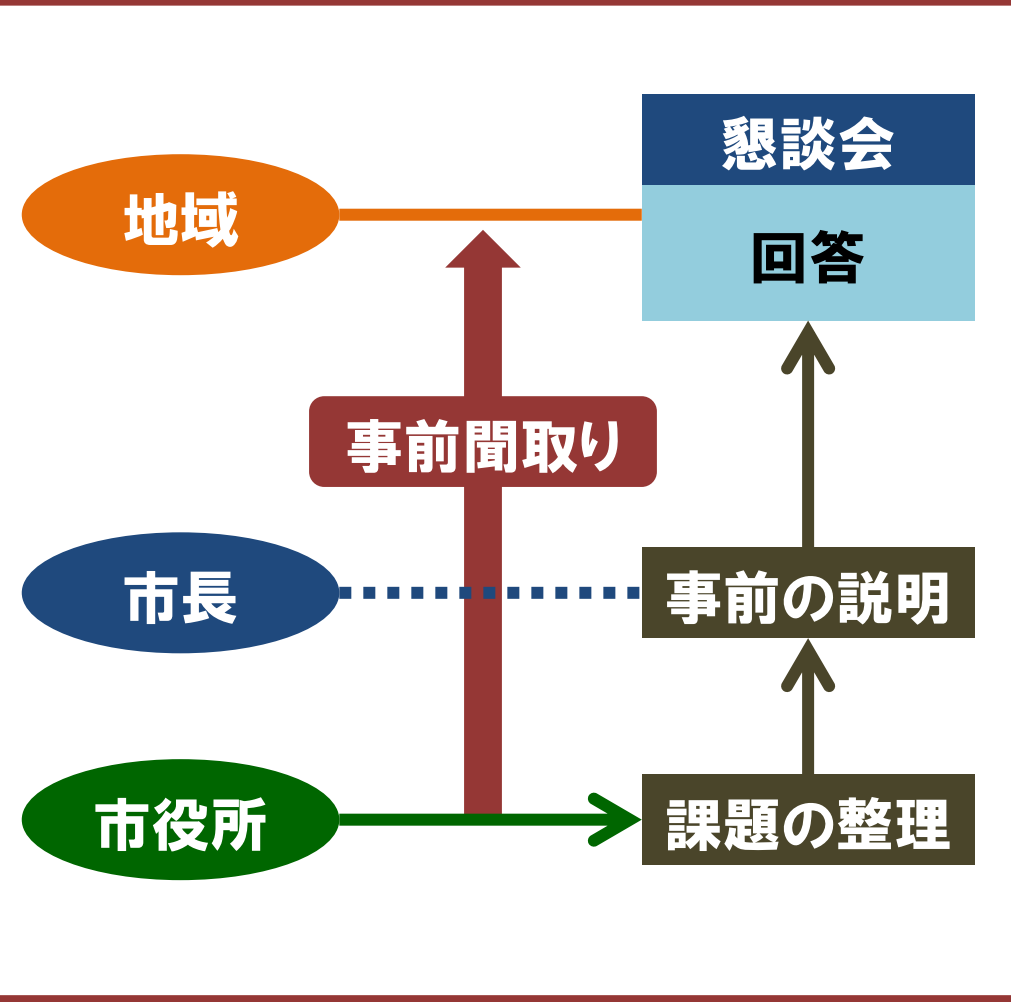 懇談会
地域
回答
事前聞取り
市長
事前の説明
市役所
課題の整理